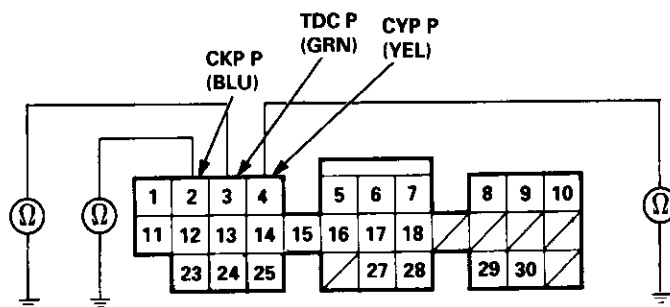 TDC P
(GRN)
CYP P
(YEL)
CKP P
(BLU)
1 2 3 4 5 6 7 8 9 10
Ω Ω Ω
11 12 13 14 15 16 17 18
23 24 25 27 28 29 30